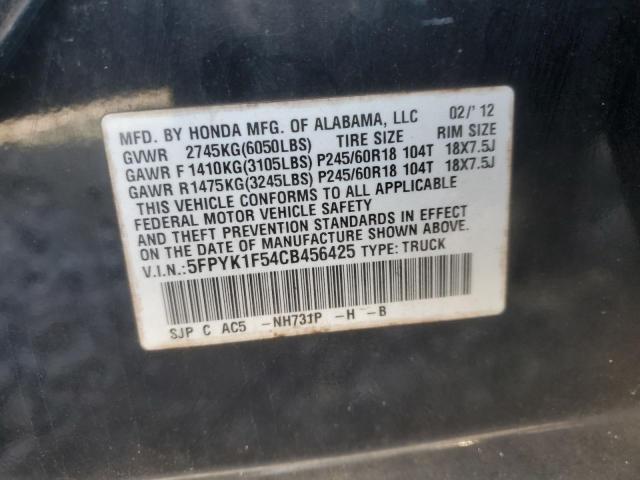 MFD. BY HONDA MFG. OF ALABAMA, LLC 02/'12
GVWR 2745KG(6050LBS) TIRE SIZE RIM SIZE
GAWR F 1410KG(3105LBS) P245/60R18 104T 18X7.5J
GAWR R 1475KG(3245LBS) P245/60R18 104T 18X7.5J
THIS VEHICLE CONFORMS TO ALL APPLICABLE
FEDERAL MOTOR VEHICLE SAFETY
AND THEFT PREVENTION STANDARDS IN EFFECT
ON THE DATE OF MANUFACTURE SHOWN ABOVE.
V.I.N.:5FPYK1F54CB456425 TYPE:TRUCK
SJP C AC5 -NH731P -H -B